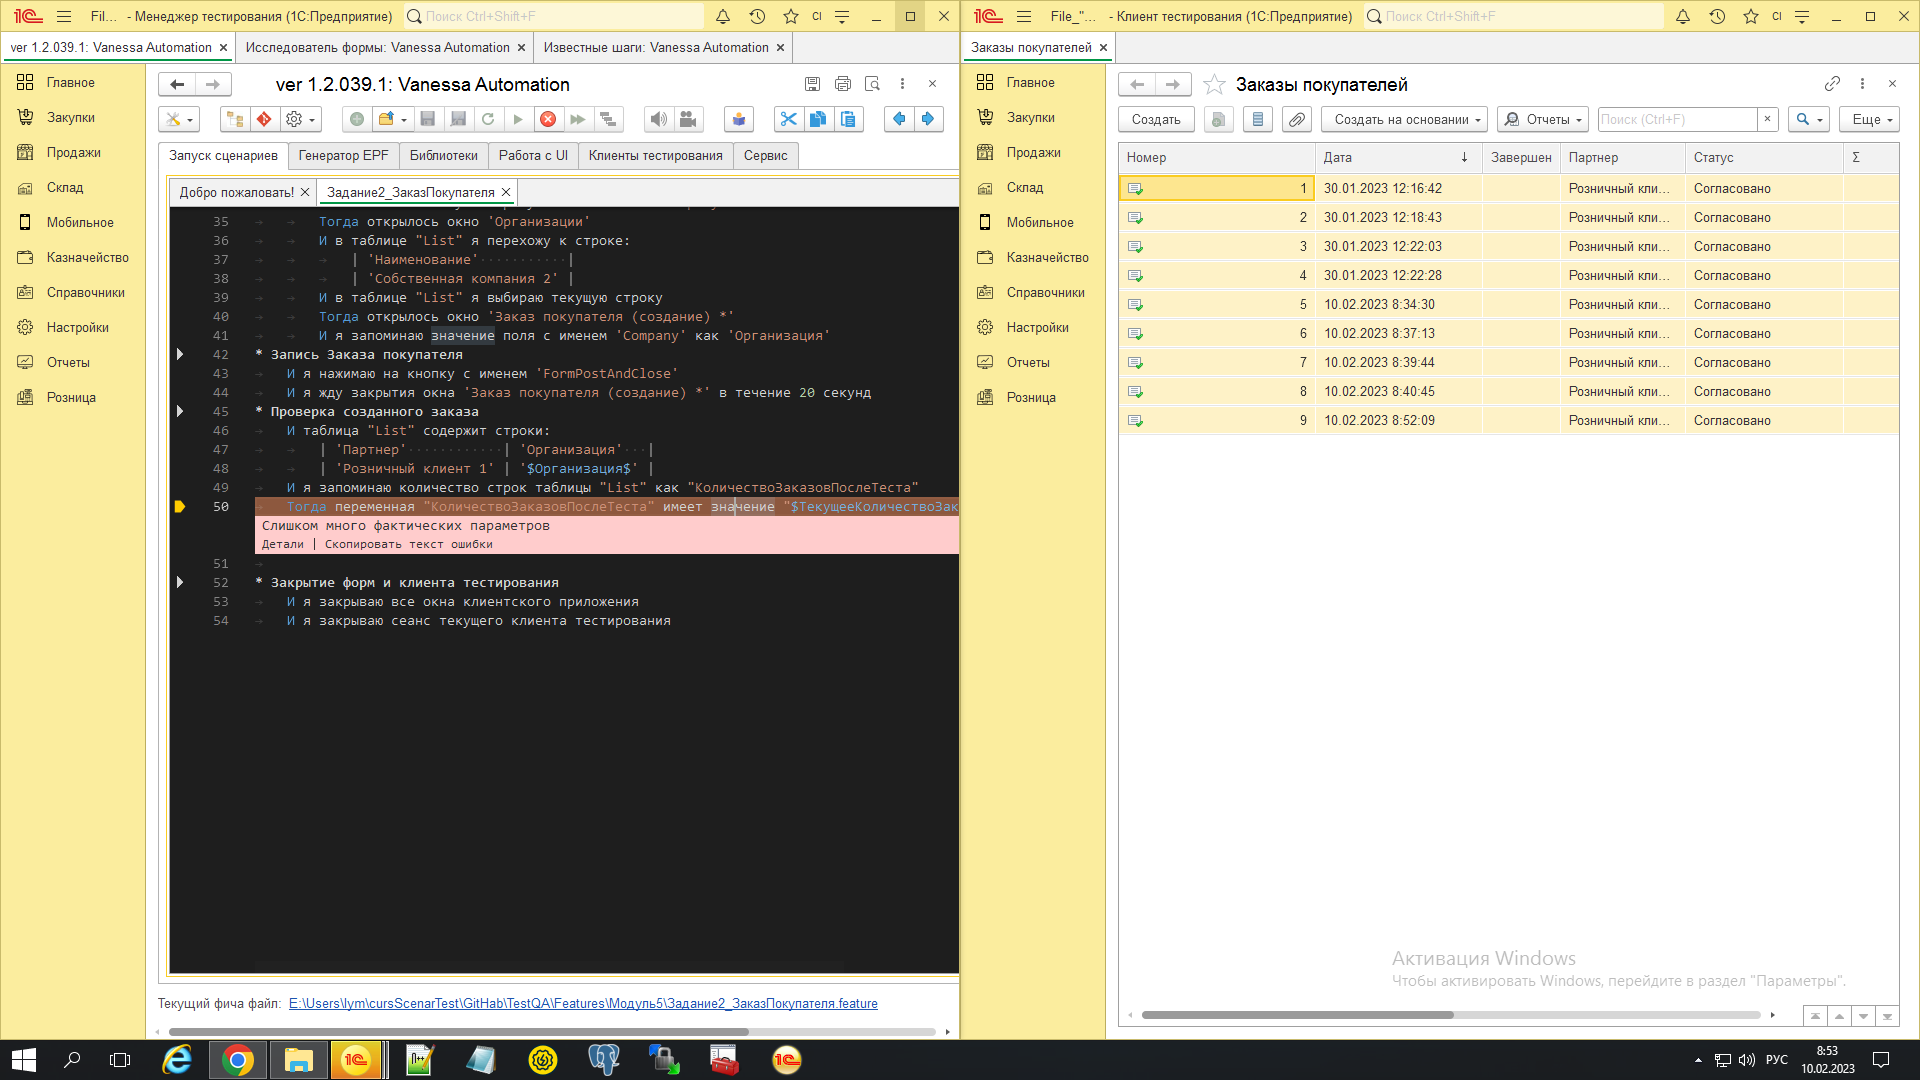 Fil... - Менеджер тестирования (1С:Предприятие)
Поиск Ctrl+Shift+F
CI
File_"... - Клиент тестирования (1С:Предприятие)
Поиск Ctrl+Shift+F
CI
ver 1.2.039.1: Vanessa Automation
Исследователь формы: Vanessa Automation
Известные шаги: Vanessa Automation
Заказы покупателей
Главное
Закупки
Продажи
Склад
Мобильное
Казначейство
Справочники
Настройки
Отчеты
Розница
ver 1.2.039.1: Vanessa Automation
Запуск сценариев
Генератор EPF
Библиотеки
Работа с UI
Клиенты тестирования
Сервис
Добро пожаловать!
Задание2_ЗаказПокупателя
35 Тогда открылось окно 'Организации'
36 И в таблице "List" я перехожу к строке:
37 | 'Наименование' |
38 | 'Собственная компания 2' |
39 И в таблице "List" я выбираю текущую строку
40 Тогда открылось окно 'Заказ покупателя (создание) *'
41 И я запоминаю значение поля с именем 'Company' как 'Организация'
42 * Запись Заказа покупателя
43 И я нажимаю на кнопку с именем 'FormPostAndClose'
44 И я жду закрытия окна 'Заказ покупателя (создание) *' в течение 20 секунд
45 * Проверка созданного заказа
46 И таблица "List" содержит строки:
47 | 'Партнер' | 'Организация' |
48 | 'Розничный клиент 1' | '$Организация$' |
49 И я запоминаю количество строк таблицы "List" как "КоличествоЗаказовПослеТеста"
50 Тогда переменная "КоличествоЗаказовПослеТеста" имеет значение "$ТекущееКоличествоЗак
Слишком много фактических параметров
Детали | Скопировать текст ошибки
51
52 * Закрытие форм и клиента тестирования
53 И я закрываю все окна клиентского приложения
54 И я закрываю сеанс текущего клиента тестирования
Текущий фича файл: E:\Users\lym\cursScenarTest\GitHab\TestQA\Features\Модуль5\Задание2_ЗаказПокупателя.feature
Главное
Закупки
Продажи
Склад
Мобильное
Казначейство
Справочники
Настройки
Отчеты
Розница
Заказы покупателей
Создать
Создать на основании
Отчеты
Поиск (Ctrl+F)
Еще
Номер Дата Завершен Партнер Статус Σ
1 30.01.2023 12:16:42 Розничный кли... Согласовано
2 30.01.2023 12:18:43 Розничный кли... Согласовано
3 30.01.2023 12:22:03 Розничный кли... Согласовано
4 30.01.2023 12:22:28 Розничный кли... Согласовано
5 10.02.2023 8:34:30 Розничный кли... Согласовано
6 10.02.2023 8:37:13 Розничный кли... Согласовано
7 10.02.2023 8:39:44 Розничный кли... Согласовано
8 10.02.2023 8:40:45 Розничный кли... Согласовано
9 10.02.2023 8:52:09 Розничный кли... Согласовано
Активация Windows
Чтобы активировать Windows, перейдите в раздел "Параметры".
РУС
8:53
10.02.2023